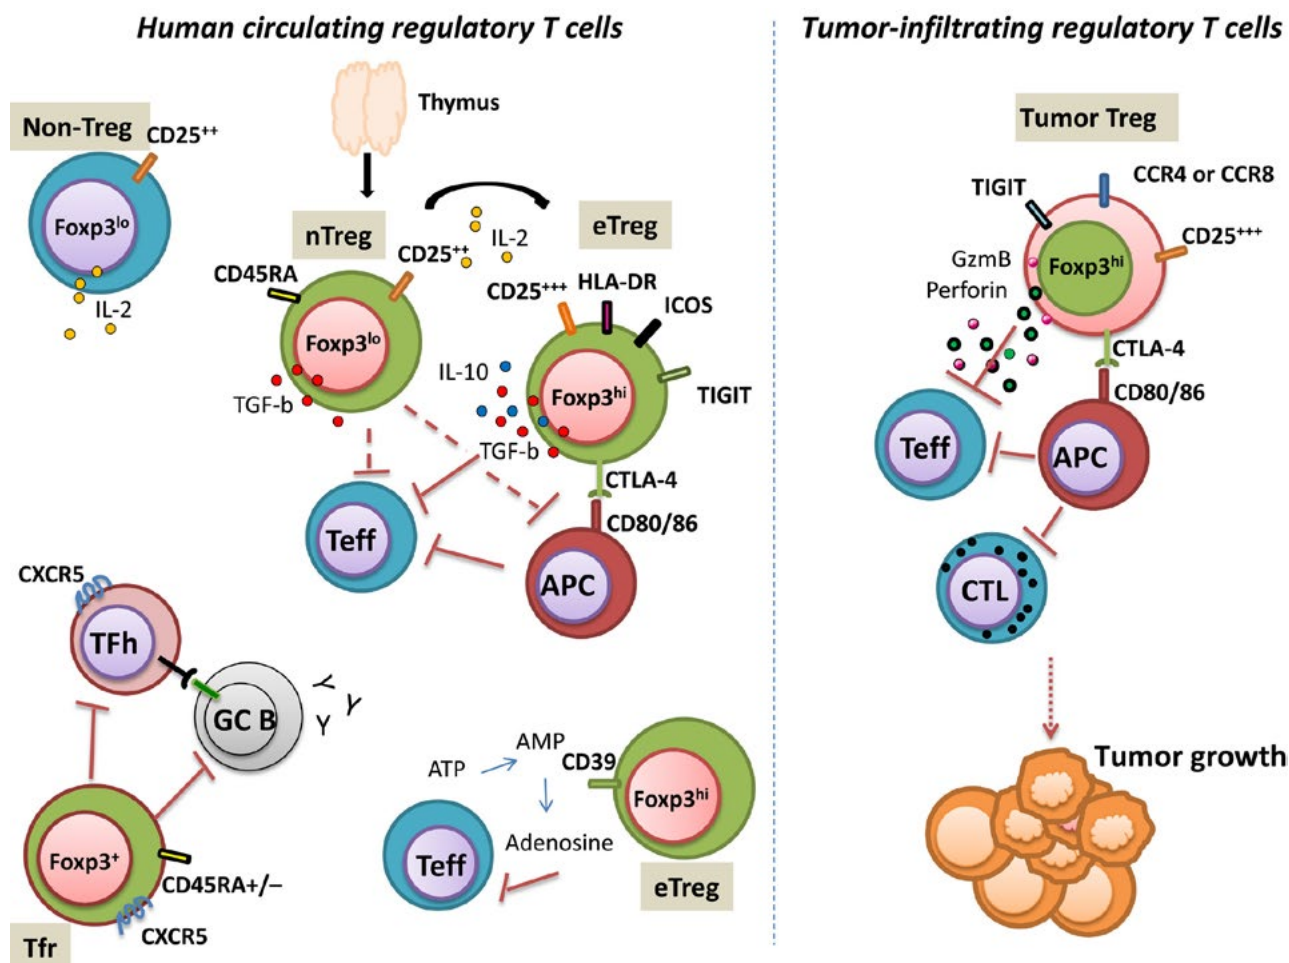 Human circulating regulatory T cells
Tumor-infiltrating regulatory T cells
Thymus
Non-Treg
CD25++
Foxp3lo
IL-2
nTreg
CD45RA
CD25++
Foxp3lo
TGF-b
IL-2
eTreg
CD25+++
HLA-DR
ICOS
TIGIT
Foxp3hi
IL-10
TGF-b
CTLA-4
CD80/86
Teff
APC
CXCR5
TFh
GC B
Foxp3+
CD45RA+/−
CXCR5
Tfr
ATP
AMP
CD39
Foxp3hi
Adenosine
Teff
eTreg
Tumor Treg
TIGIT
CCR4 or CCR8
CD25+++
GzmB
Perforin
Foxp3hi
CTLA-4
CD80/86
Teff
APC
CTL
Tumor growth